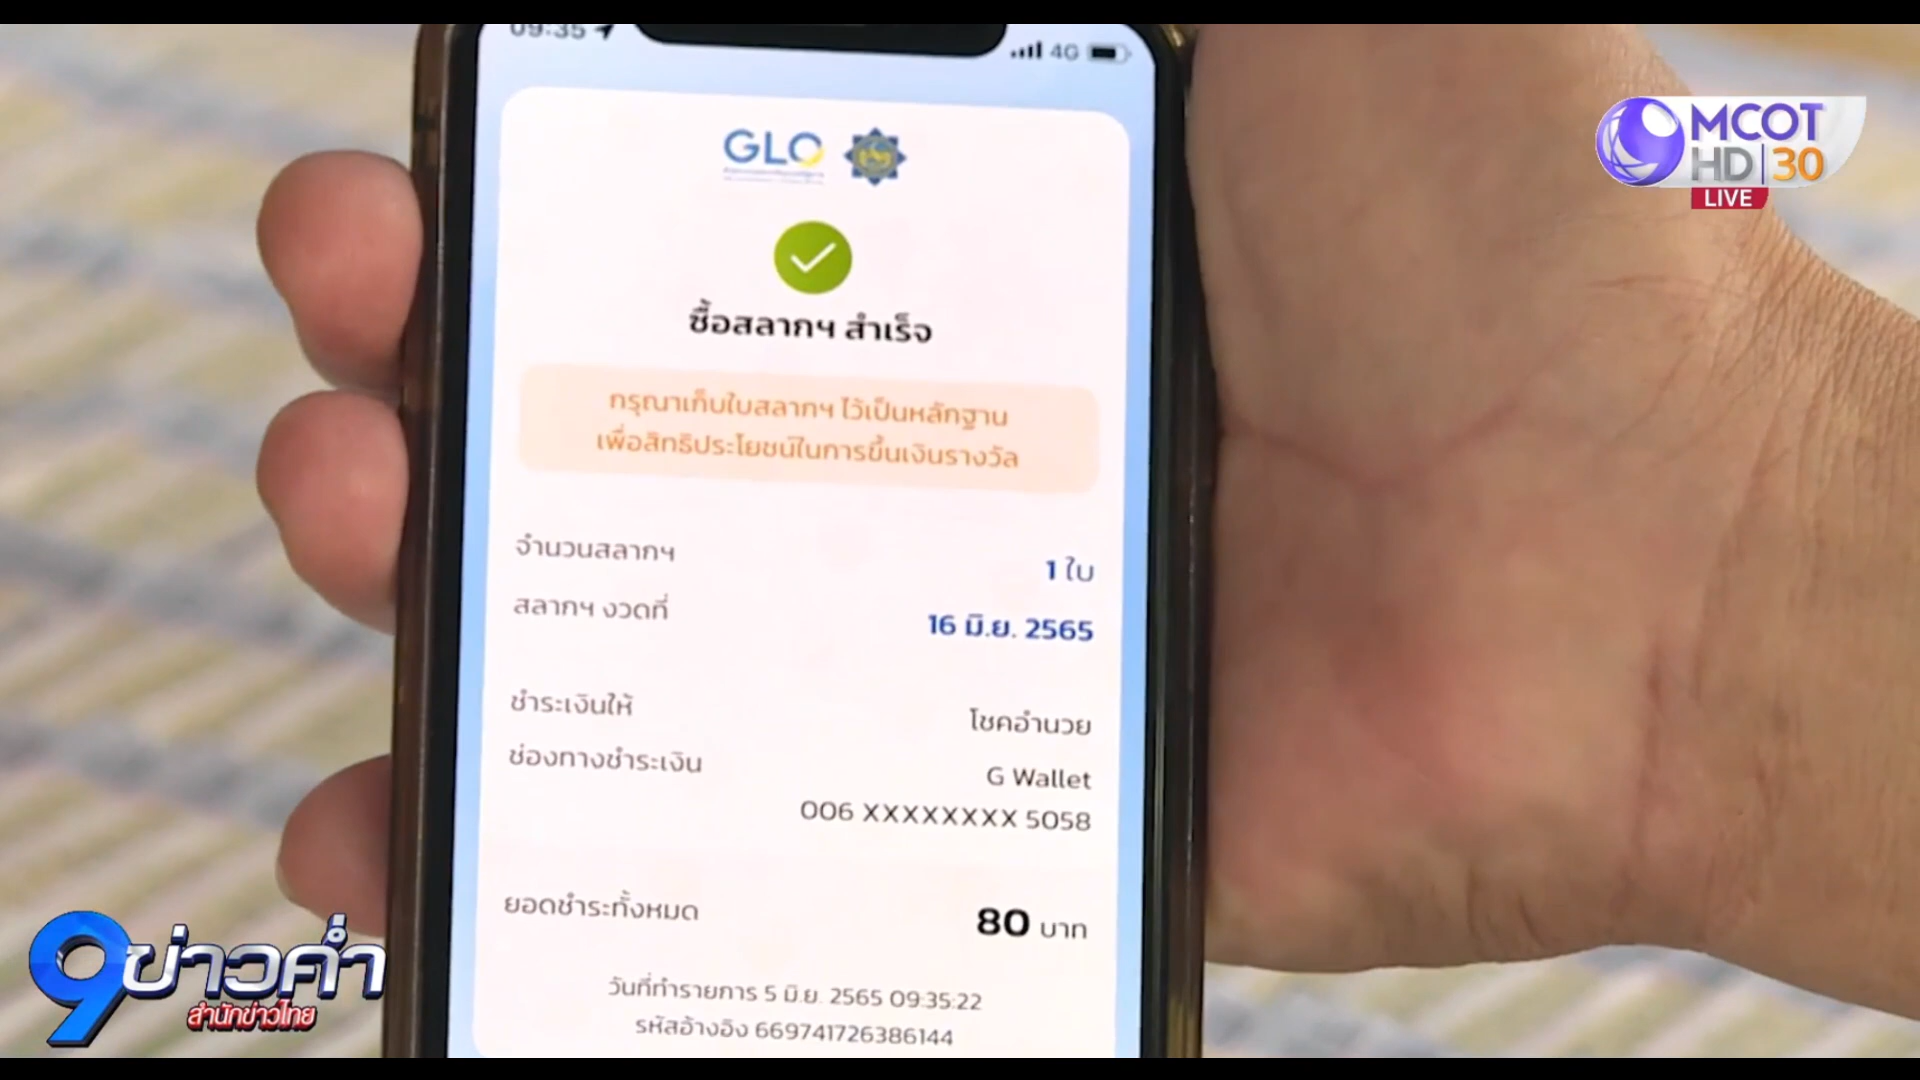 09:35
4G
MCOT
HD 30
LIVE
GLO
ซื้อสลากฯ สำเร็จ
กรุณาเก็บใบสลากฯ ไว้เป็นหลักฐาน
เพื่อสิทธิประโยชน์ในการขึ้นเงินรางวัล
จำนวนสลากฯ 1 ใบ
สลากฯ งวดที่ 16 มิ.ย. 2565
ชำระเงินให้ โชคอำนวย
ช่องทางชำระเงิน G Wallet
006 XXXXXXXX 5058
ยอดชำระทั้งหมด 80 บาท
วันที่ทำรายการ 5 มิ.ย. 2565 09:35:22
รหัสอ้างอิง 669741726386144
9ข่าวค่ำ
สำนักข่าวไทย